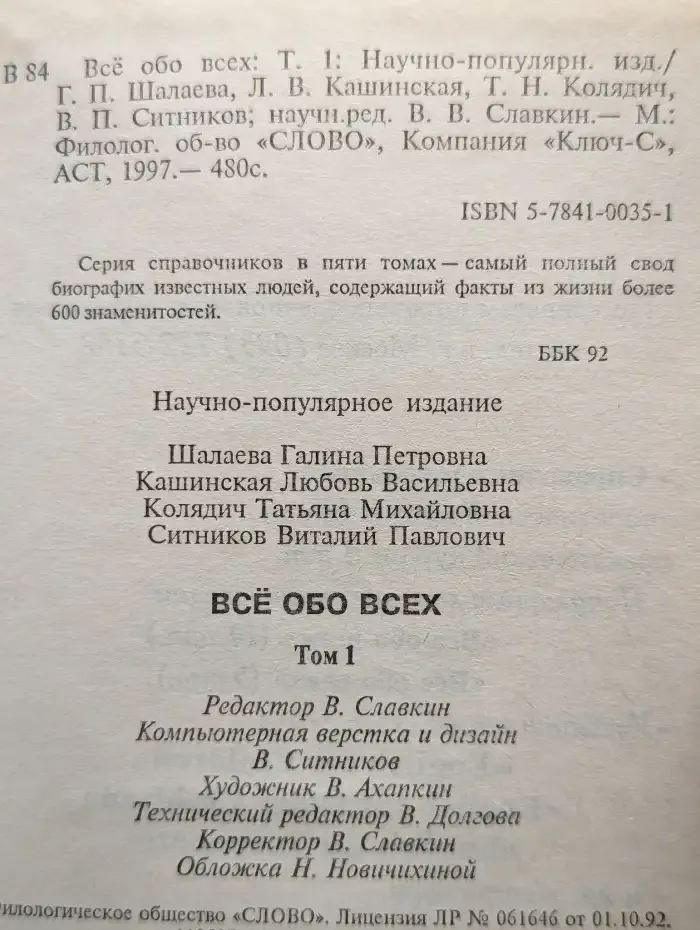 В 84 Всё обо всех: Т. 1: Научно-популярн. изд./
Г. П. Шалаева, Л. В. Кашинская, Т. Н. Колядич,
В. П. Ситников; научн.ред. В. В. Славкин.— М.:
Филолог. об-во «СЛОВО», Компания «Ключ-С»,
АСТ, 1997.— 480с.
ISBN 5-7841-0035-1
Серия справочников в пяти томах — самый полный свод
биографих известных людей, содержащий факты из жизни более
600 знаменитостей.
ББК 92
Научно-популярное издание
Шалаева Галина Петровна
Кашинская Любовь Васильевна
Колядич Татьяна Михайловна
Ситников Виталий Павлович
ВСЁ ОБО ВСЕХ
Том 1
Редактор В. Славкин
Компьютерная верстка и дизайн
В. Ситников
Художник В. Ахапкин
Технический редактор В. Долгова
Корректор В. Славкин
Обложка Н. Новичихиной
илологическое общество «СЛОВО». Лицензия ЛР № 061646 от 01.10.92.